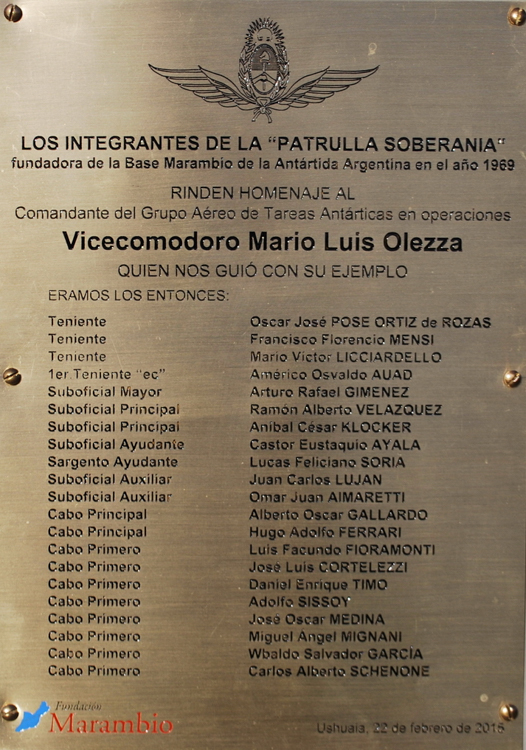 LOS INTEGRANTES DE LA "PATRULLA SOBERANIA"
fundadora de la Base Marambio de la Antártida Argentina en el año 1969
RINDEN HOMENAJE AL
Comandante del Grupo Aéreo de Tareas Antárticas en operaciones
Vicecomodoro Mario Luis Olezza
QUIEN NOS GUIÓ CON SU EJEMPLO
ERAMOS LOS ENTONCES:
Teniente Oscar José POSE ORTIZ de ROZAS
Teniente Francisco Florencio MENSI
Teniente Mario Victor LICCIARDELLO
1er.Teniente "ec" Américo Osvaldo AUAD
Suboficial Mayor Arturo Rafael GIMENEZ
Suboficial Principal Ramón Alberto VELAZQUEZ
Suboficial Principal Anibal César KLOCKER
Suboficial Ayudante Castor Eustaquio AYALA
Sargento Ayudante Lucas Feliciano SORIA
Suboficial Auxiliar Juan Carlos LUJAN
Suboficial Auxiliar Omar Juan AIMARETTI
Cabo Principal Alberto Oscar GALLARDO
Cabo Principal Hugo Adolfo FERRARI
Cabo Primero Luis Facundo FIORAMONTI
Cabo Primero José Luis CORTELEZZI
Cabo Primero Daniel Enrique TIMO
Cabo Primero Adolfo SISSOY
Cabo Primero José Oscar MEDINA
Cabo Primero Miguel Angel MIGNANI
Cabo Primero Wbaldo Salvador GARCIA
Cabo Primero Carlos Alberto SCHENONE
Fundación
Marambio
Ushuaia, 22 de febrero de